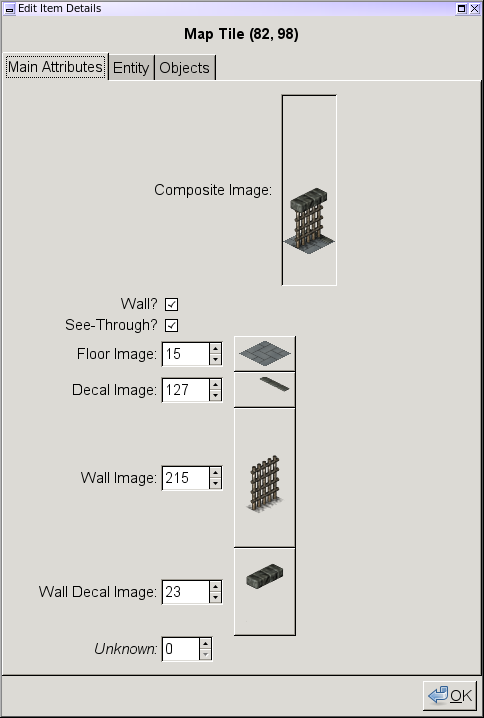 Edit Item Details
Map Tile (82, 98)
Main Attributes Entity Objects
Composite Image:
Wall?
See-Through?
Floor Image: 15
Decal Image: 127
Wall Image: 215
Wall Decal Image: 23
Unknown: 0
OK